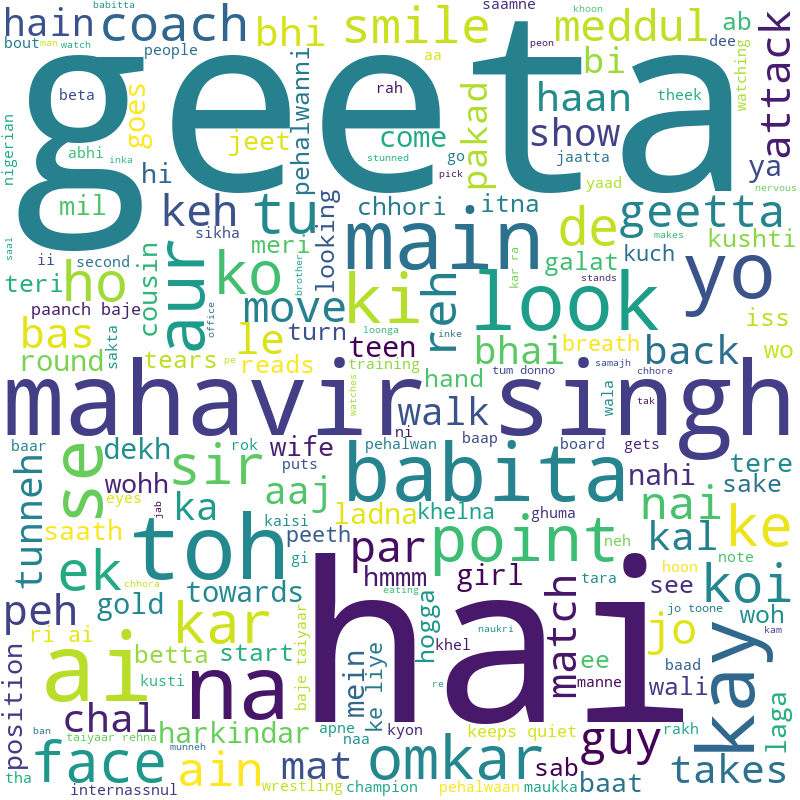 hain coach bhi smile saamne meddul ab attack
babitta khoon
bout man watch people aa bi dee peon
geeta
beta rah haan theek watching
goes pehalwanni jeet come pakad show
nigerian abhi inka hi stunned go jaatta ya
pick yaad nervous
mil keh tu chhori itna de geetta
sikha looking main kushti
saal ii second meri makes galat kuch
teri ho aur ko brother ki reh look yo
cousin kar ra stands
paanch baje move iss
bas sakta office le turn loonga teen inke bhai breath back wo
round tears reads pe training tum donno samajh chhore
watches hand wala
mahavir singh
walk tak
baar dekh rok wife ni pehalwan baap board gets
tunneh se wohh sir puts babita nahi tere
eyes aaj sake
jab ka kaisi ladna khelna ghuma nai
saath peeth point kal ke
ek toh gi par neh note
hmmm hoon
chhora towards girl tara see koi
peh gold hai match jo toone woh
kar eating hogga
ri ai khel ee jo
ai betta start na mein naukri baad kam
position kusti baje taiyaar ke liye re manne wali kay
chal laga
ban taiyaar rehna harkindar apne kyon keeps quiet guy rakh
munneh naa
face ain mat omkar sab takes
tha internassnul wrestling champion pehalwaan maukka baat